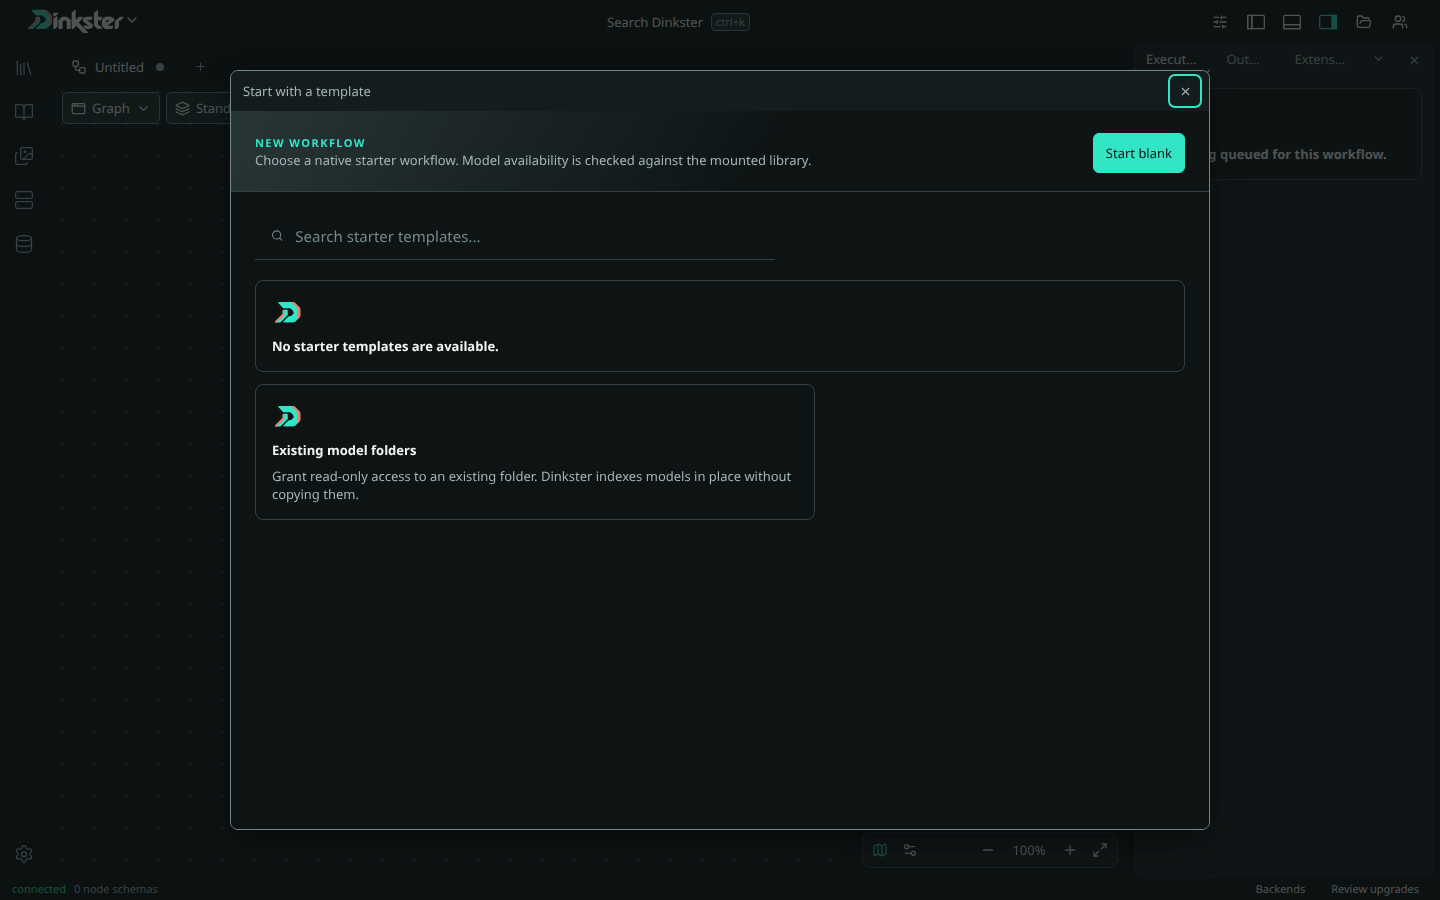 Dinkster
Search Dinkster ctrl+k
Untitled
Execut...
Out...
Extens...
Graph
Stand
Start with a template
NEW WORKFLOW
Choose a native starter workflow. Model availability is checked against the mounted library.
Start blank
g queued for this workflow.
Search starter templates...
No starter templates are available.
Existing model folders
Grant read-only access to an existing folder. Dinkster indexes models in place without
copying them.
100%
connected 0 node schemas
Backends
Review upgrades